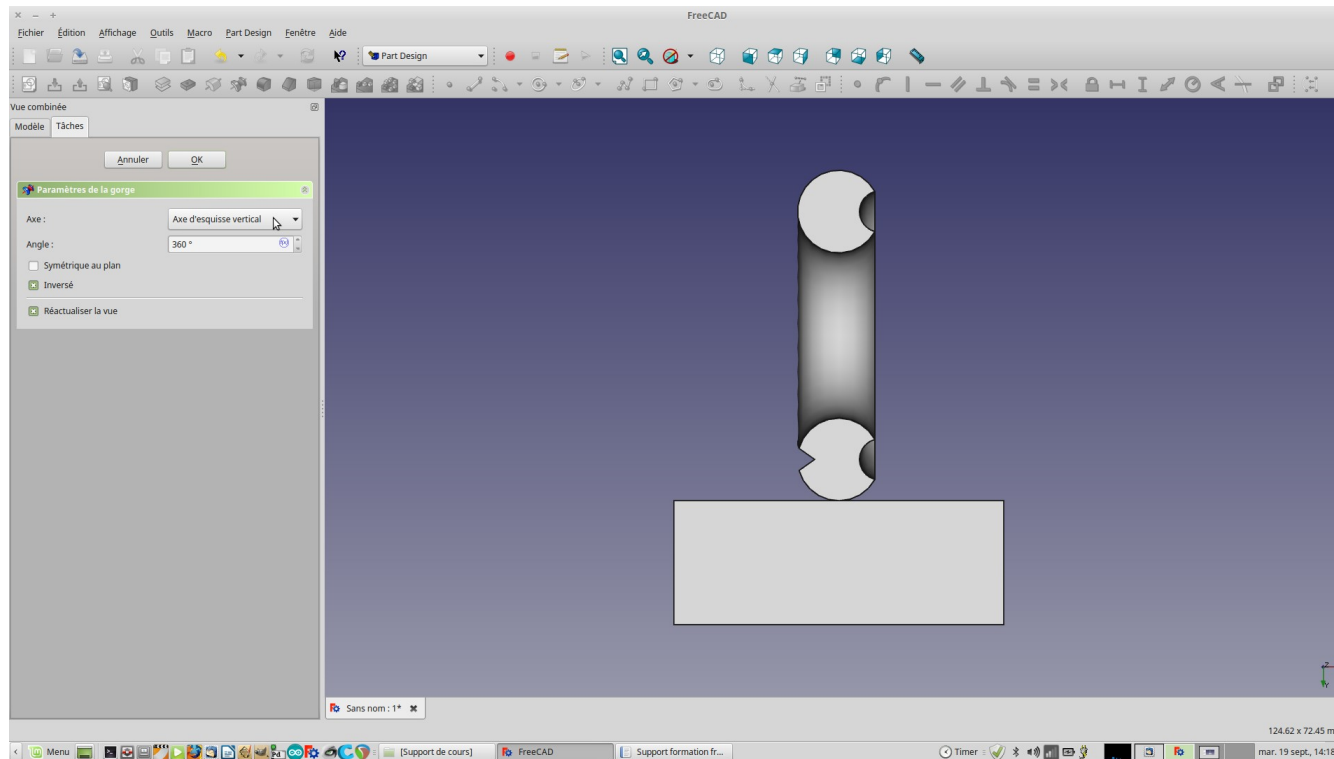 FreeCAD
Fichier Édition Affichage Outils Macro Part Design Fenêtre Aide
Part Design
Vue combinée
Modèle Tâches
Annuler OK
Paramètres de la gorge
Axe : Axe d'esquisse vertical
Angle : 360 °
Symétrique au plan
Inversé
Réactualiser la vue
Z
Y
Sans nom : 1*
124.62 x 72.45 m
Menu [Support de cours] FreeCAD Support formation fr... Timer mar. 19 sept., 14:18